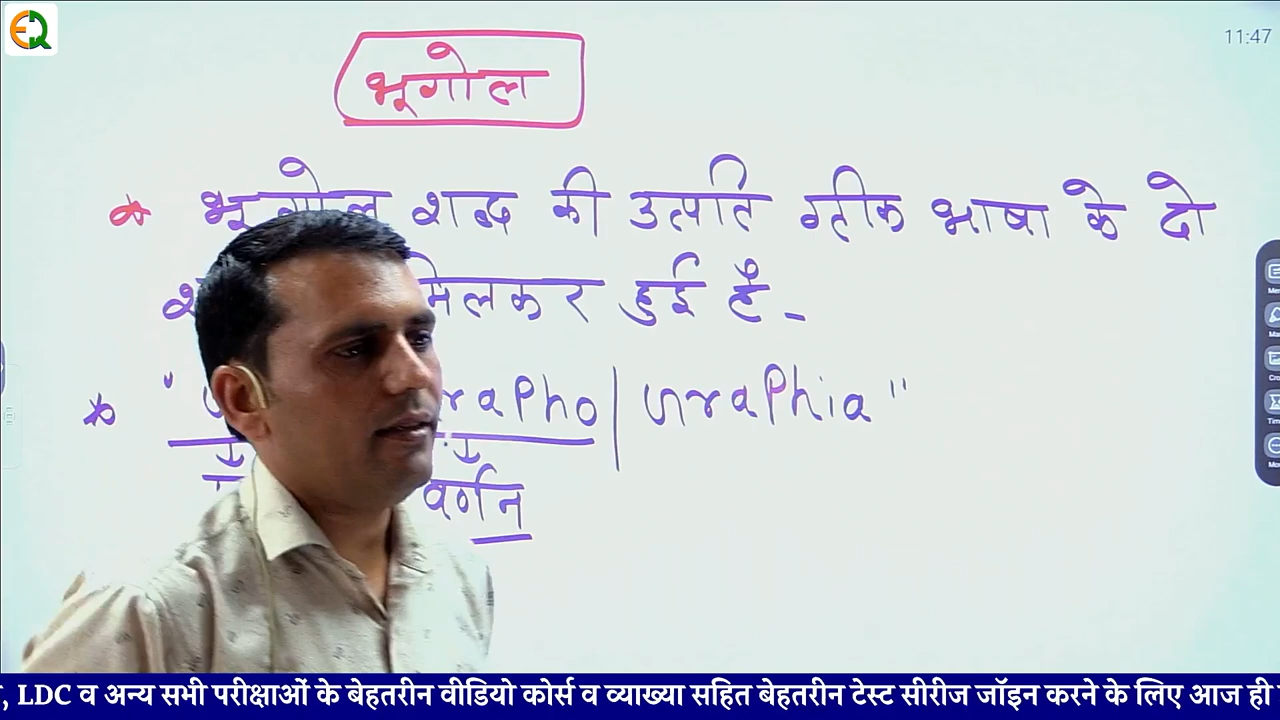 EQ
11:47
भूगोल
* भूगोल शब्द की उत्पति ग्रीक भाषा के दो
मिलकर हुई है -
* rapho | Graphia "
वर्णन
, LDC व अन्य सभी परीक्षाओं के बेहतरीन वीडियो कोर्स व व्याख्या सहित बेहतरीन टेस्ट सीरीज जॉइन करने के लिए आज ही